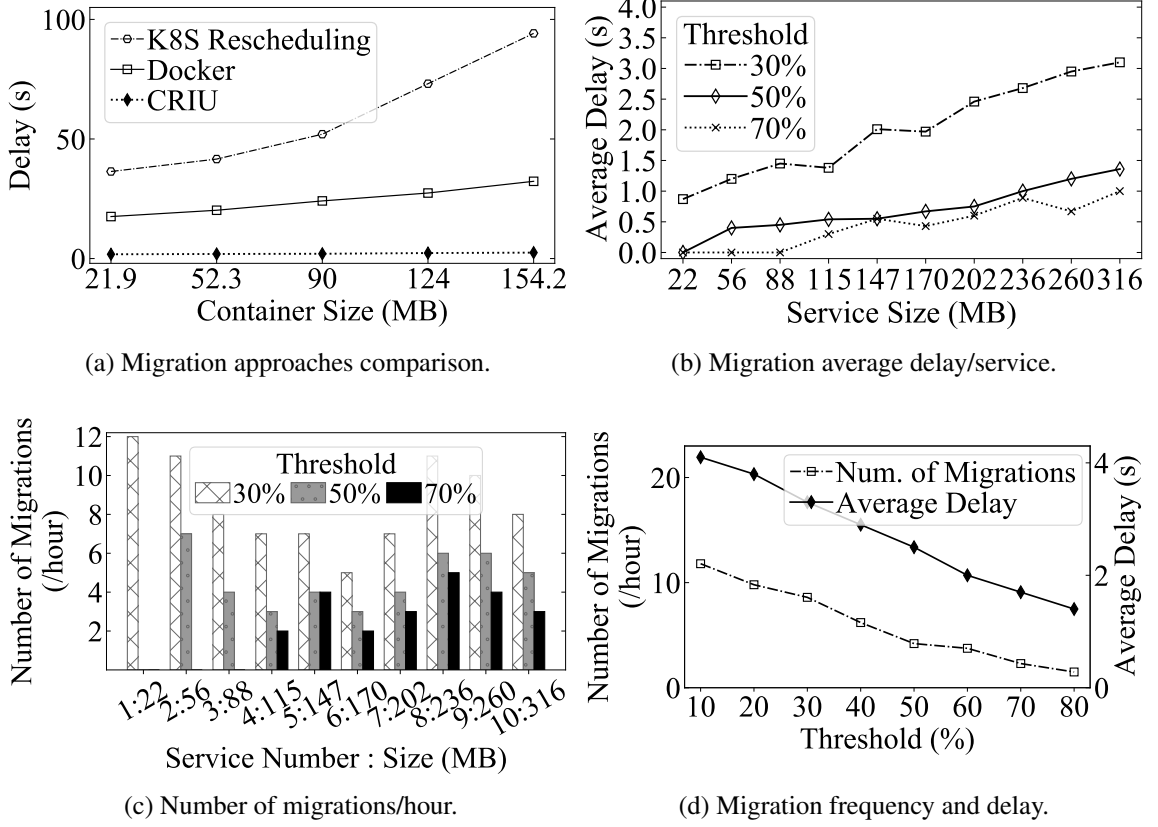 100
50
0
Delay (s)
K8S Rescheduling
Docker
CRIU
21.9 52.3 90 124 154.2
Container Size (MB)
(a) Migration approaches comparison.
4.0
3.5
3.0
2.5
2.0
1.5
1.0
0.5
0.0
Average Delay (s)
Threshold
30%
50%
70%
22 56 88 115 147 170 202 236 260 316
Service Size (MB)
(b) Migration average delay/service.
12
10
8
6
4
2
Number of Migrations
(/hour)
Threshold
30% 50% 70%
1:22 2:56 3:88 4:115 5:147 6:170 7:202 8:236 9:260 10:316
Service Number : Size (MB)
(c) Number of migrations/hour.
20
10
0
Number of Migrations
(/hour)
Num. of Migrations
Average Delay
4
2
0
Average Delay (s)
10 20 30 40 50 60 70 80
Threshold (%)
(d) Migration frequency and delay.